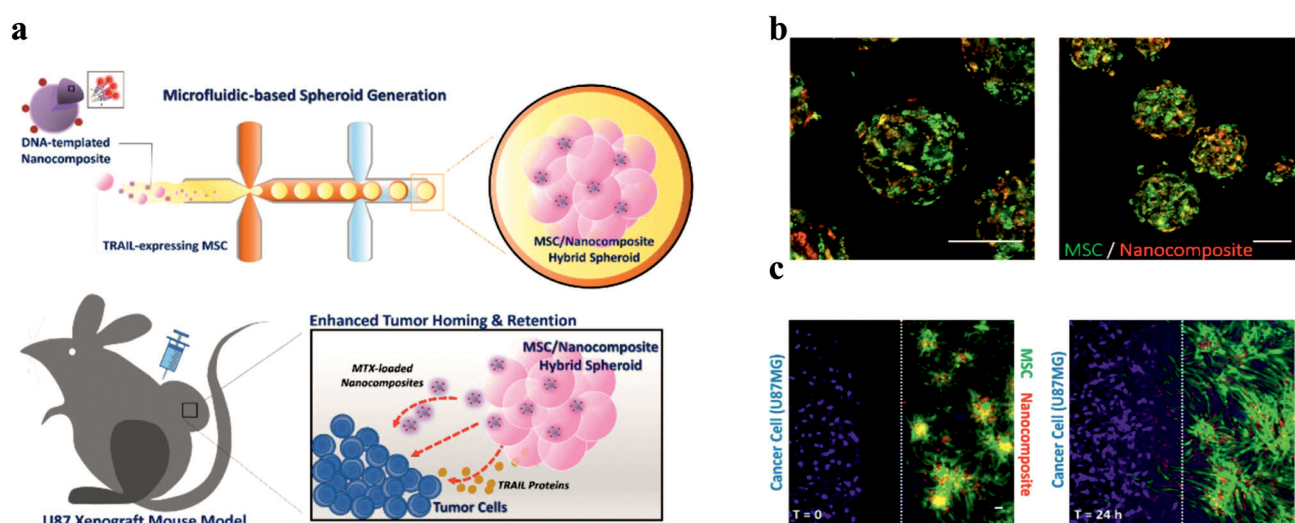 a
Microfluidic-based Spheroid Generation
DNA-templated
Nanocomposite
TRAIL-expressing MSC
MSC/Nanocomposite
Hybrid Spheroid
U87 Xenograft Mouse Model
Enhanced Tumor Homing & Retention
MTX-loaded
Nanocomposites
MSC/Nanocomposite
Hybrid Spheroid
TRAIL Proteins
Tumor Cells
b
MSC / Nanocomposite
c
Cancer Cell (U87MG)
T = 0
MSC Nanocomposite
Cancer Cell (U87MG)
T = 24 h